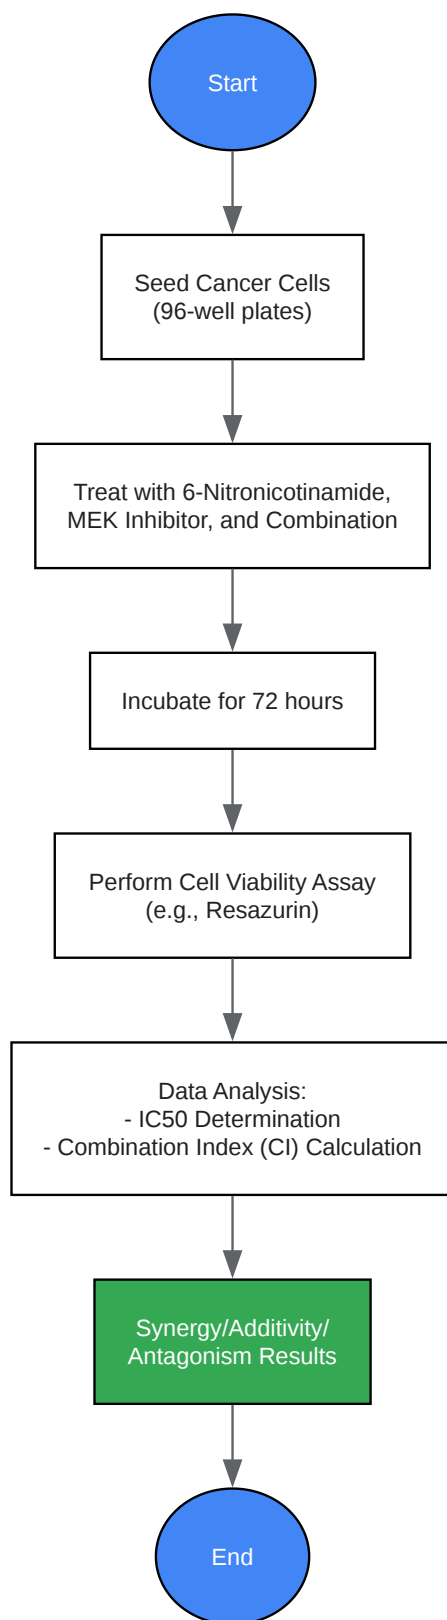 Start
Seed Cancer Cells
(96-well plates)
Treat with 6-Nitronicotinamide,
MEK Inhibitor, and Combination
Incubate for 72 hours
Perform Cell Viability Assay
(e.g., Resazurin)
Data Analysis:
- IC50 Determination
- Combination Index (CI) Calculation
Synergy/Additivity/
Antagonism Results
End